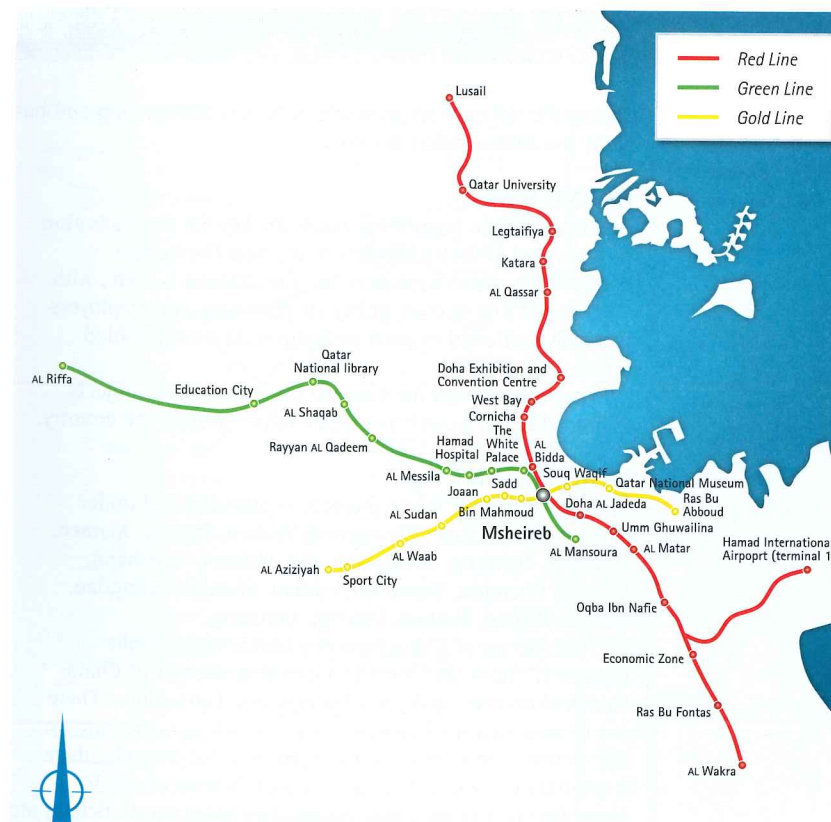 Red Line
Green Line
Gold Line
Lusail
Qatar University
Legtaifiya
Katara
AL Qassar
Doha Exhibition and
Convention Centre
West Bay
Cornicha
The
White
Palace
AL
Bidda
Qatar
National library
AL Riffa
Education City
AL Shaqab
Rayyan AL Qadeem
Hamad
Hospital
AL Messila
Joaan
Sadd
Bin Mahmoud
Souq Waqif
Qatar National Museum
Ras Bu
Abboud
AL Sudan
AL Waab
AL Aziziyah
Sport City
Msheireb
Doha AL Jadeda
Umm Ghuwailina
AL Mansoura
AL Matar
Hamad Internationa
Airpoprt (terminal 1
Oqba Ibn Nafie
Economic Zone
Ras Bu Fontas
AL Wakra